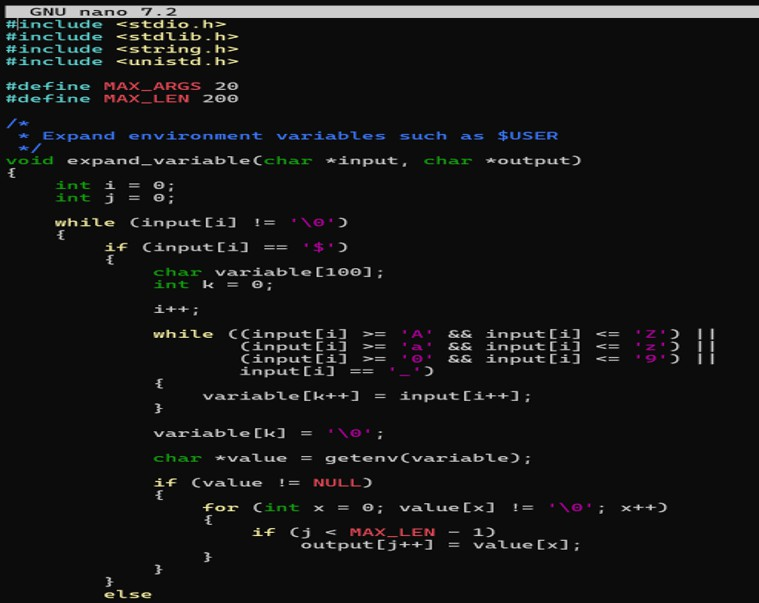 GNU nano 7.2
#include <stdio.h>
#include <stdlib.h>
#include <string.h>
#include <unistd.h>

#define MAX_ARGS 20
#define MAX_LEN 200

/*
 * Expand environment variables such as $USER
 */
void expand_variable(char *input, char *output)
{
    int i = 0;
    int j = 0;

    while (input[i] != '\0')
    {
        if (input[i] == '$')
        {
            char variable[100];
            int k = 0;

            i++;

            while ((input[i] >= 'A' && input[i] <= 'Z') ||
                   (input[i] >= 'a' && input[i] <= 'z') ||
                   (input[i] >= '0' && input[i] <= '9') ||
                   input[i] == '_')
            {
                variable[k++] = input[i++];
            }

            variable[k] = '\0';

            char *value = getenv(variable);

            if (value != NULL)
            {
                for (int x = 0; value[x] != '\0'; x++)
                {
                    if (j < MAX_LEN - 1)
                        output[j++] = value[x];
                }
            }
        }
        else